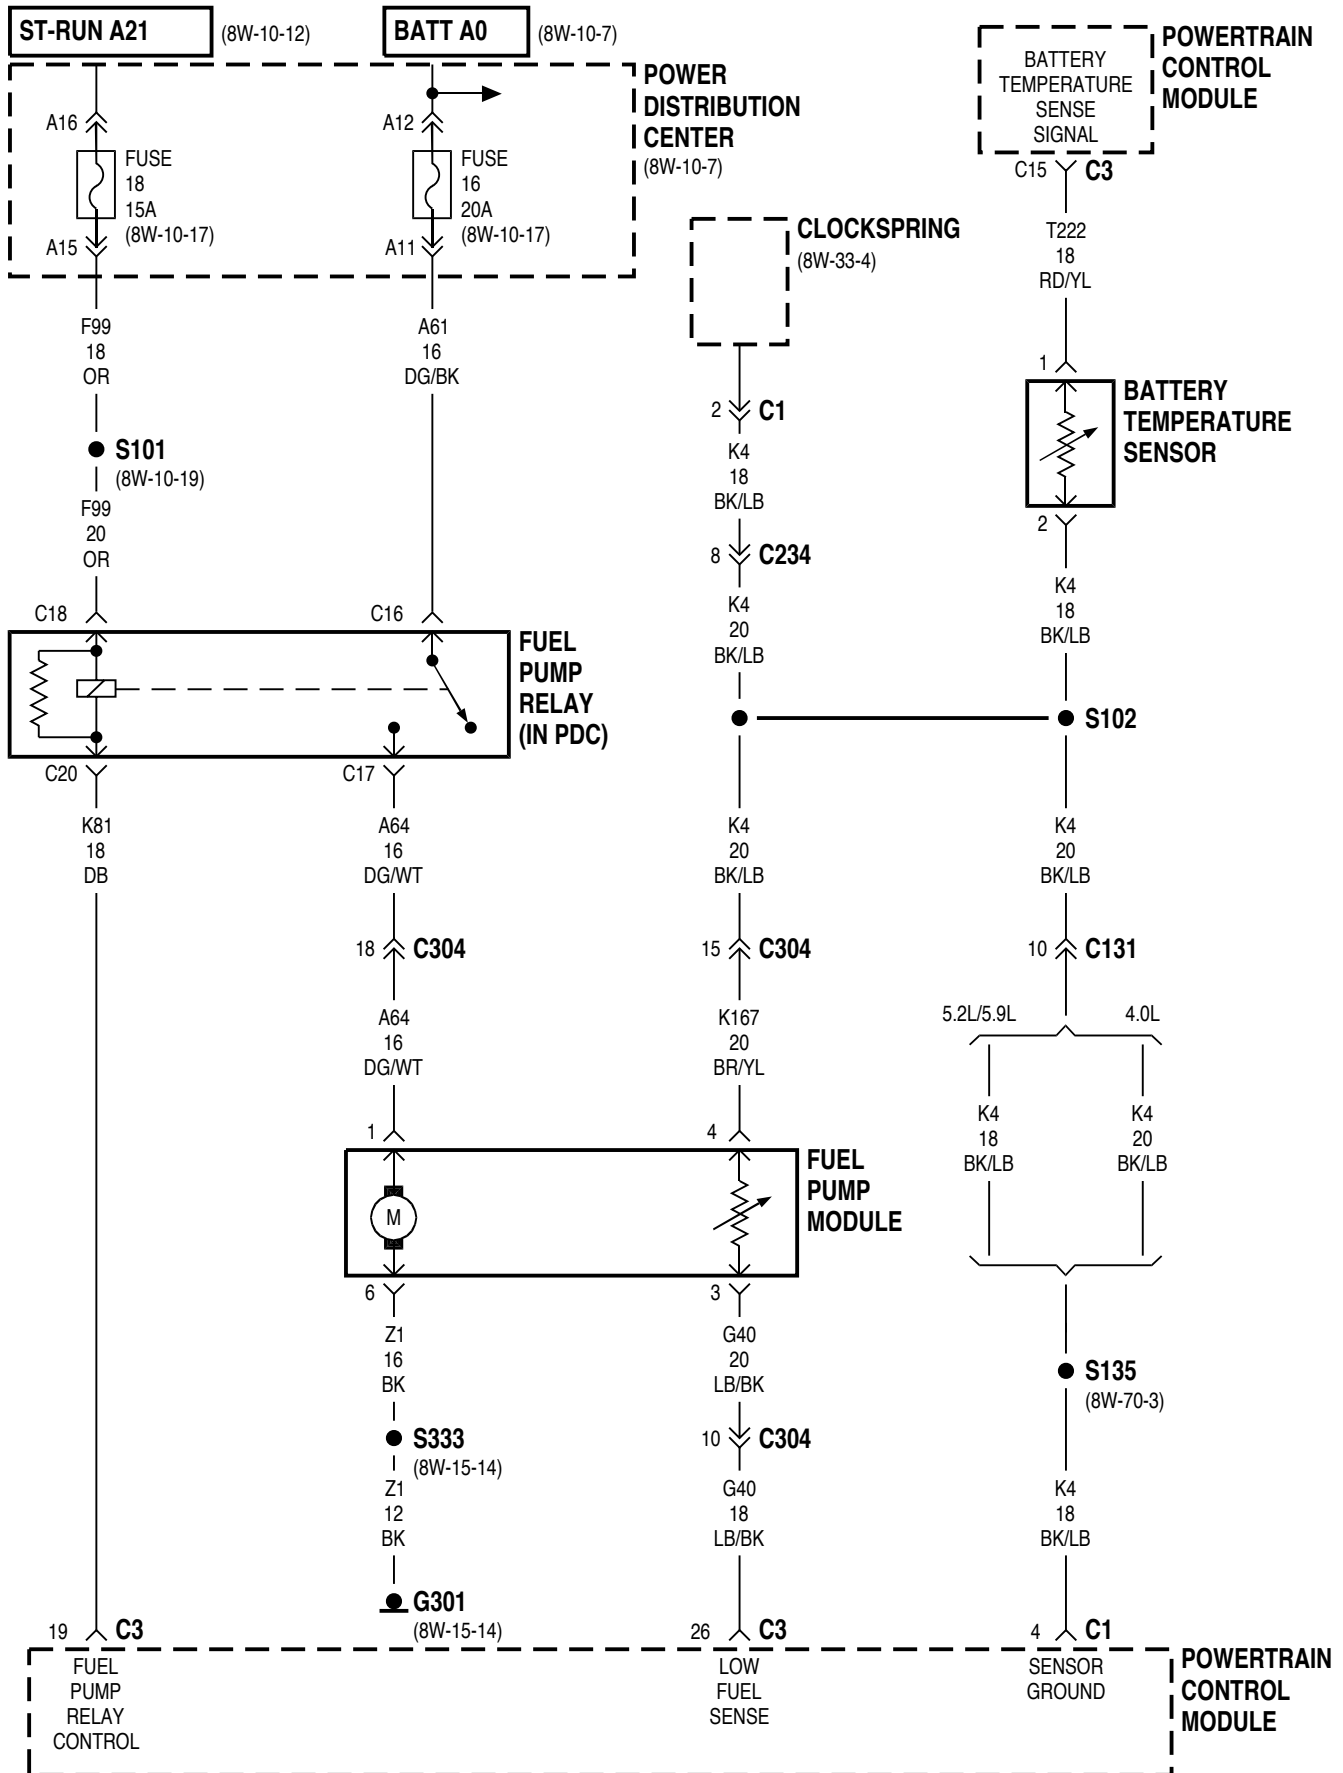 ST-RUN A21
(8W-10-12)
BATT A0
(8W-10-7)
POWER
DISTRIBUTION
CENTER
(8W-10-7)
A16
FUSE
18
15A
(8W-10-17)
A15
A12
FUSE
16
20A
(8W-10-17)
A11
BATTERY
TEMPERATURE
SENSE
SIGNAL
POWERTRAIN
CONTROL
MODULE
C15
C3
T222
18
RD/YL
CLOCKSPRING
(8W-33-4)
F99
18
OR
S101
(8W-10-19)
F99
20
OR
A61
16
DG/BK
2
C1
K4
18
BK/LB
8
C234
K4
20
BK/LB
1
BATTERY
TEMPERATURE
SENSOR
2
K4
18
BK/LB
C18
C16
FUEL
PUMP
RELAY
(IN PDC)
C20
C17
S102
K81
18
DB
A64
16
DG/WT
K4
20
BK/LB
K4
20
BK/LB
18
C304
15
C304
10
C131
A64
16
DG/WT
K167
20
BR/YL
5.2L/5.9L
4.0L
K4
18
BK/LB
K4
20
BK/LB
1
4
FUEL
PUMP
MODULE
M
6
3
Z1
16
BK
G40
20
LB/BK
S333
(8W-15-14)
10
C304
S135
(8W-70-3)
Z1
12
BK
G40
18
LB/BK
K4
18
BK/LB
G301
(8W-15-14)
19
C3
26
C3
4
C1
FUEL
PUMP
RELAY
CONTROL
LOW
FUEL
SENSE
SENSOR
GROUND
POWERTRAIN
CONTROL
MODULE